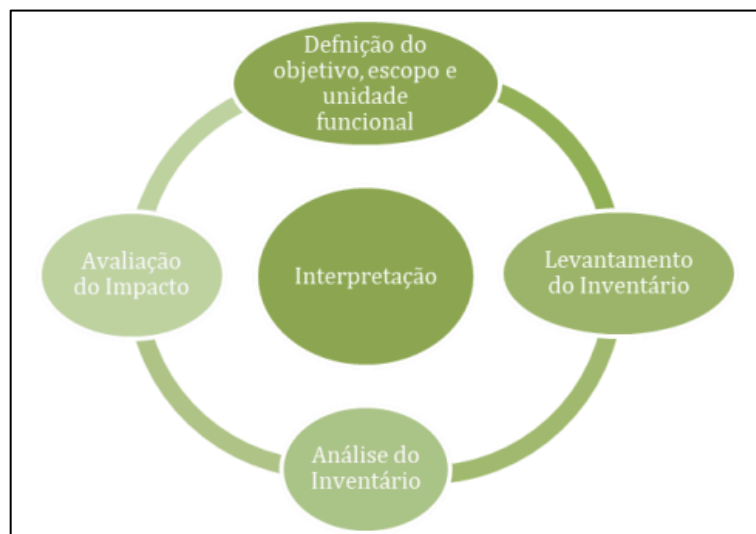 Defnição do
objetivo, escopo e
unidade
funcional
Avaliação
do Impacto
Interpretação
Levantamento
do Inventário
Análise do
Inventário